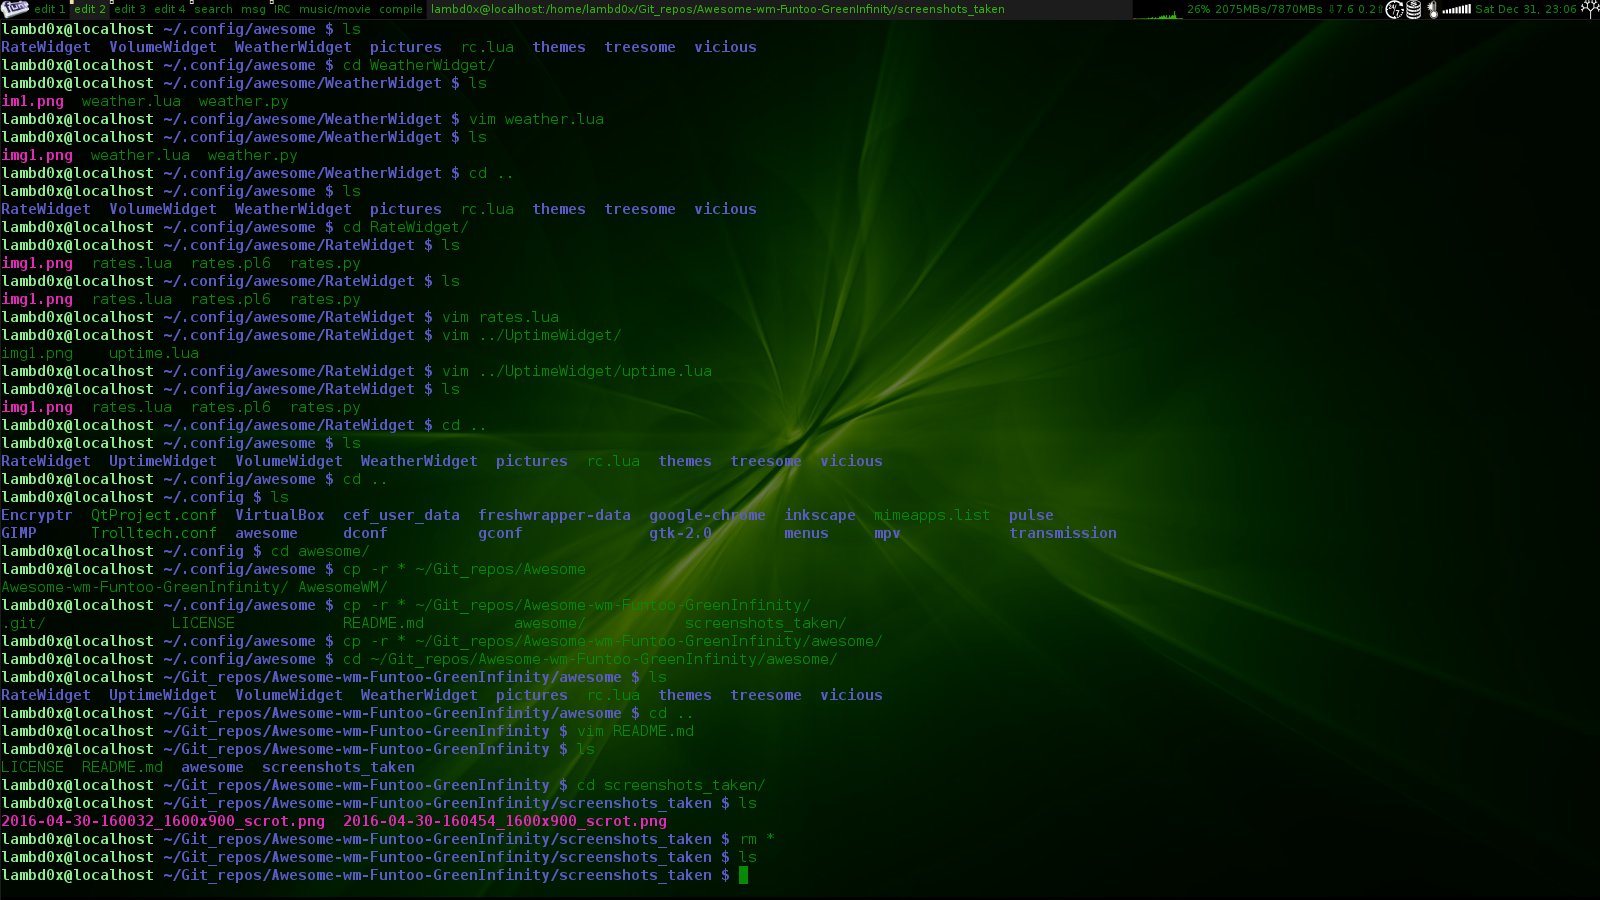 edit 1 edit 2 edit 3 edit 4 search msg IRC music/movie compile lambd0x@localhost:/home/lambd0x/Git_repos/Awesome-wm-Funtoo-GreenInfinity/screenshots_taken 26% 2075MBs/7870MBs ⇩7.6 0.2⇧ Sat Dec 31, 23:06
lambd0x@localhost ~/.config/awesome $ ls
RateWidget VolumeWidget WeatherWidget pictures rc.lua themes treesome vicious
lambd0x@localhost ~/.config/awesome $ cd WeatherWidget/
lambd0x@localhost ~/.config/awesome/WeatherWidget $ ls
im1.png weather.lua weather.py
lambd0x@localhost ~/.config/awesome/WeatherWidget $ vim weather.lua
lambd0x@localhost ~/.config/awesome/WeatherWidget $ ls
img1.png weather.lua weather.py
lambd0x@localhost ~/.config/awesome/WeatherWidget $ cd ..
lambd0x@localhost ~/.config/awesome $ ls
RateWidget VolumeWidget WeatherWidget pictures rc.lua themes treesome vicious
lambd0x@localhost ~/.config/awesome $ cd RateWidget/
lambd0x@localhost ~/.config/awesome/RateWidget $ ls
img1.png rates.lua rates.pl6 rates.py
lambd0x@localhost ~/.config/awesome/RateWidget $ ls
img1.png rates.lua rates.pl6 rates.py
lambd0x@localhost ~/.config/awesome/RateWidget $ vim rates.lua
lambd0x@localhost ~/.config/awesome/RateWidget $ vim ../UptimeWidget/
img1.png uptime.lua
lambd0x@localhost ~/.config/awesome/RateWidget $ vim ../UptimeWidget/uptime.lua
lambd0x@localhost ~/.config/awesome/RateWidget $ ls
img1.png rates.lua rates.pl6 rates.py
lambd0x@localhost ~/.config/awesome/RateWidget $ cd ..
lambd0x@localhost ~/.config/awesome $ ls
RateWidget UptimeWidget VolumeWidget WeatherWidget pictures rc.lua themes treesome vicious
lambd0x@localhost ~/.config/awesome $ cd ..
lambd0x@localhost ~/.config $ ls
Encryptr QtProject.conf VirtualBox cef_user_data freshwrapper-data google-chrome inkscape mimeapps.list pulse
GIMP Trolltech.conf awesome dconf gconf gtk-2.0 menus mpv transmission
lambd0x@localhost ~/.config $ cd awesome/
lambd0x@localhost ~/.config/awesome $ cp -r * ~/Git_repos/Awesome
Awesome-wm-Funtoo-GreenInfinity/ AwesomeWM/
lambd0x@localhost ~/.config/awesome $ cp -r * ~/Git_repos/Awesome-wm-Funtoo-GreenInfinity/
.git/ LICENSE README.md awesome/ screenshots_taken/
lambd0x@localhost ~/.config/awesome $ cp -r * ~/Git_repos/Awesome-wm-Funtoo-GreenInfinity/awesome/
lambd0x@localhost ~/.config/awesome $ cd ~/Git_repos/Awesome-wm-Funtoo-GreenInfinity/awesome/
lambd0x@localhost ~/Git_repos/Awesome-wm-Funtoo-GreenInfinity/awesome $ ls
RateWidget UptimeWidget VolumeWidget WeatherWidget pictures rc.lua themes treesome vicious
lambd0x@localhost ~/Git_repos/Awesome-wm-Funtoo-GreenInfinity/awesome $ cd ..
lambd0x@localhost ~/Git_repos/Awesome-wm-Funtoo-GreenInfinity $ vim README.md
lambd0x@localhost ~/Git_repos/Awesome-wm-Funtoo-GreenInfinity $ ls
LICENSE README.md awesome screenshots_taken
lambd0x@localhost ~/Git_repos/Awesome-wm-Funtoo-GreenInfinity $ cd screenshots_taken/
lambd0x@localhost ~/Git_repos/Awesome-wm-Funtoo-GreenInfinity/screenshots_taken $ ls
2016-04-30-160032_1600x900_scrot.png 2016-04-30-160454_1600x900_scrot.png
lambd0x@localhost ~/Git_repos/Awesome-wm-Funtoo-GreenInfinity/screenshots_taken $ rm *
lambd0x@localhost ~/Git_repos/Awesome-wm-Funtoo-GreenInfinity/screenshots_taken $ ls
lambd0x@localhost ~/Git_repos/Awesome-wm-Funtoo-GreenInfinity/screenshots_taken $